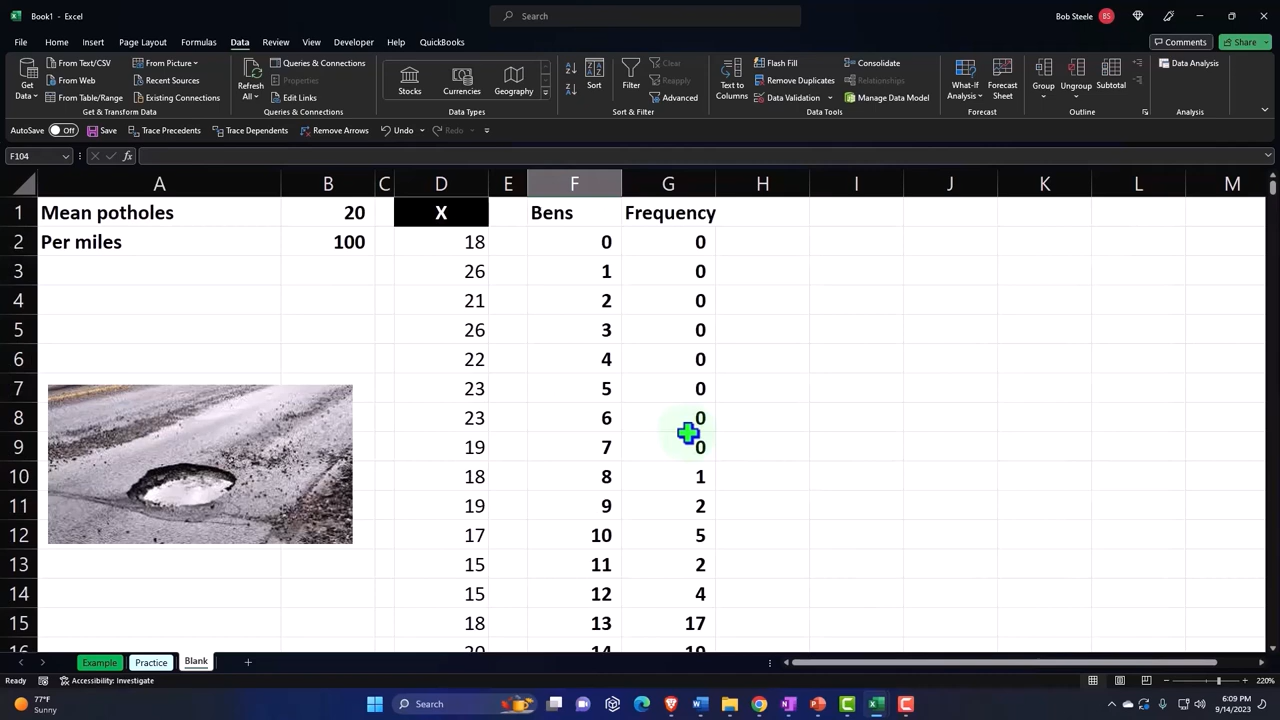 Book1 - Excel
Search
Bob Steele BS
File Home Insert Page Layout Formulas Data Review View Developer Help QuickBooks
Comments Share
Get Data From Text/CSV From Web From Table/Range From Picture Recent Sources Existing Connections
Get & Transform Data
Refresh All Queries & Connections Properties Edit Links
Queries & Connections
Stocks Currencies Geography
Data Types
Sort Filter Clear Reapply Advanced
Sort & Filter
Text to Columns Flash Fill Remove Duplicates Data Validation Consolidate Relationships Manage Data Model
Data Tools
What-If Analysis Forecast Sheet
Forecast
Group Ungroup Subtotal
Outline
Data Analysis
Analysis
AutoSave Off Save Trace Precedents Trace Dependents Remove Arrows Undo Redo
F104 fx
A B C D E F G H I J K L M
1 Mean potholes 20 X Bens Frequency
2 Per miles 100 18 0 0
3 26 1 0
4 21 2 0
5 26 3 0
6 22 4 0
7 23 5 0
8 23 6 0
9 19 7 0
10 18 8 1
11 19 9 2
12 17 10 5
13 15 11 2
14 15 12 4
15 18 13 17
Example Practice Blank
Ready Accessibility: Investigate 220%
77°F
Sunny
Search
6:09 PM
9/14/2023